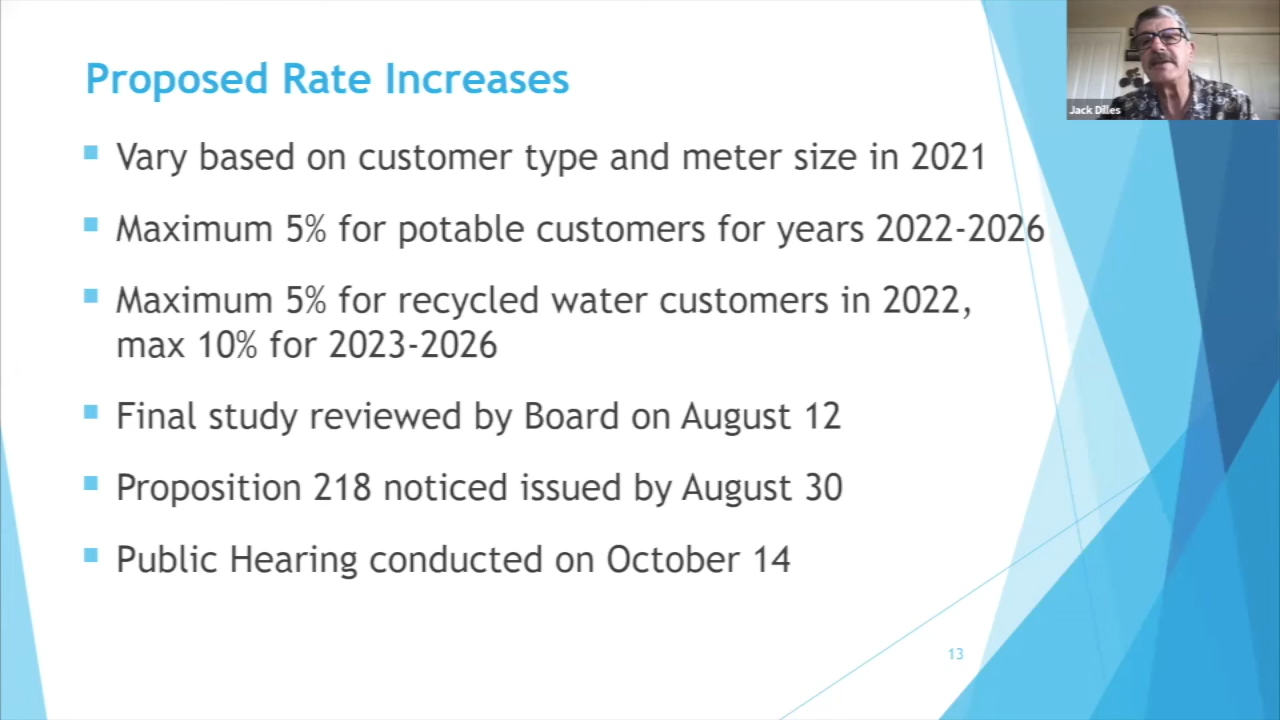 Proposed Rate Increases
Jack Dilles
Vary based on customer type and meter size in 2021
Maximum 5% for potable customers for years 2022-2026
Maximum 5% for recycled water customers in 2022,
max 10% for 2023-2026
Final study reviewed by Board on August 12
Proposition 218 noticed issued by August 30
Public Hearing conducted on October 14
13